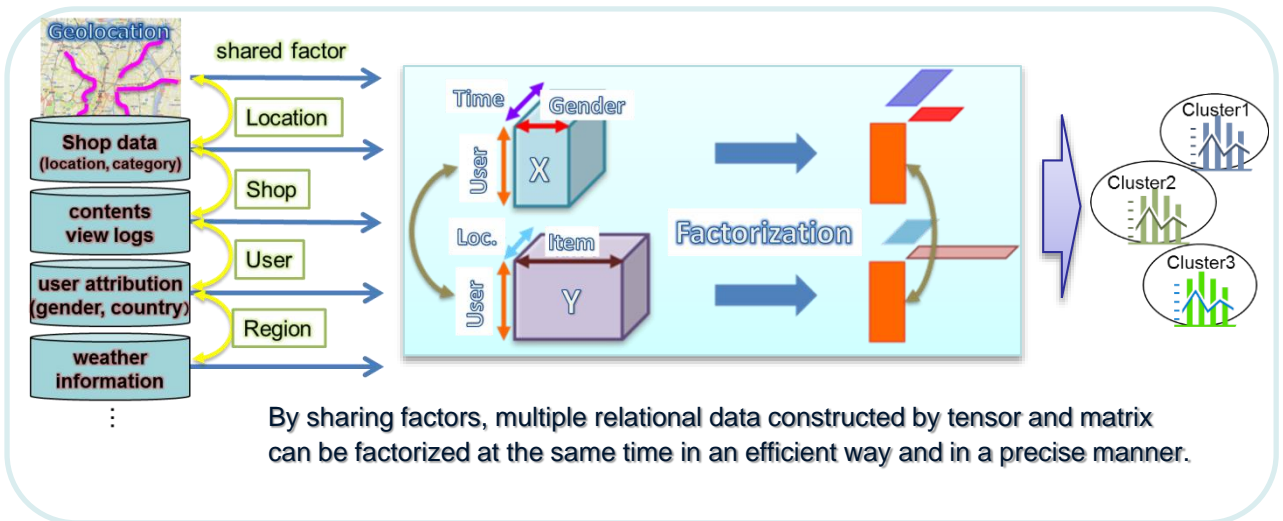 Geolocation
shared factor
Location
Shop data
(location, category)
Shop
contents
view logs
User
user attribution
(gender, country)
Region
weather
information
⋮
Time
Gender
User
X
Loc.
Item
User
Y
Factorization
Cluster1
Cluster2
Cluster3
By sharing factors, multiple relational data constructed by tensor and matrix
can be factorized at the same time in an efficient way and in a precise manner.